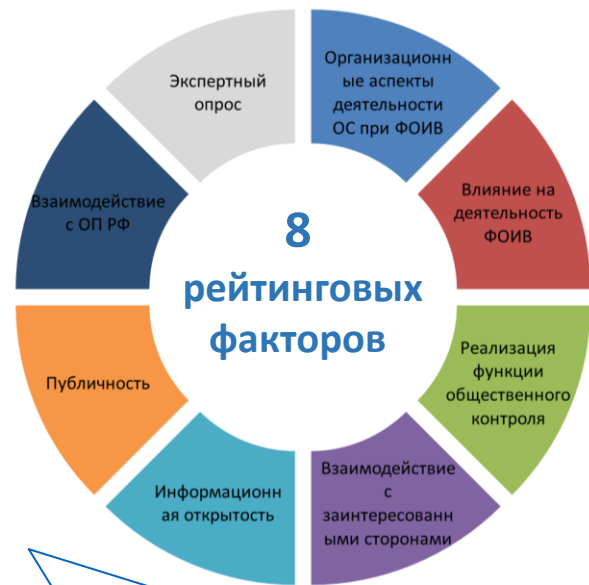 Экспертный
опрос
Организационн
ые аспекты
деятельности
ОС при ФОИВ
Взаимодействие
с ОП РФ
Влияние на
деятельность
ФОИВ
8
рейтинговых
факторов
Публичность
Реализация
функции
общественного
контроля
Информационн
ая открытость
Взаимодействие
с
заинтересованн
ыми сторонами